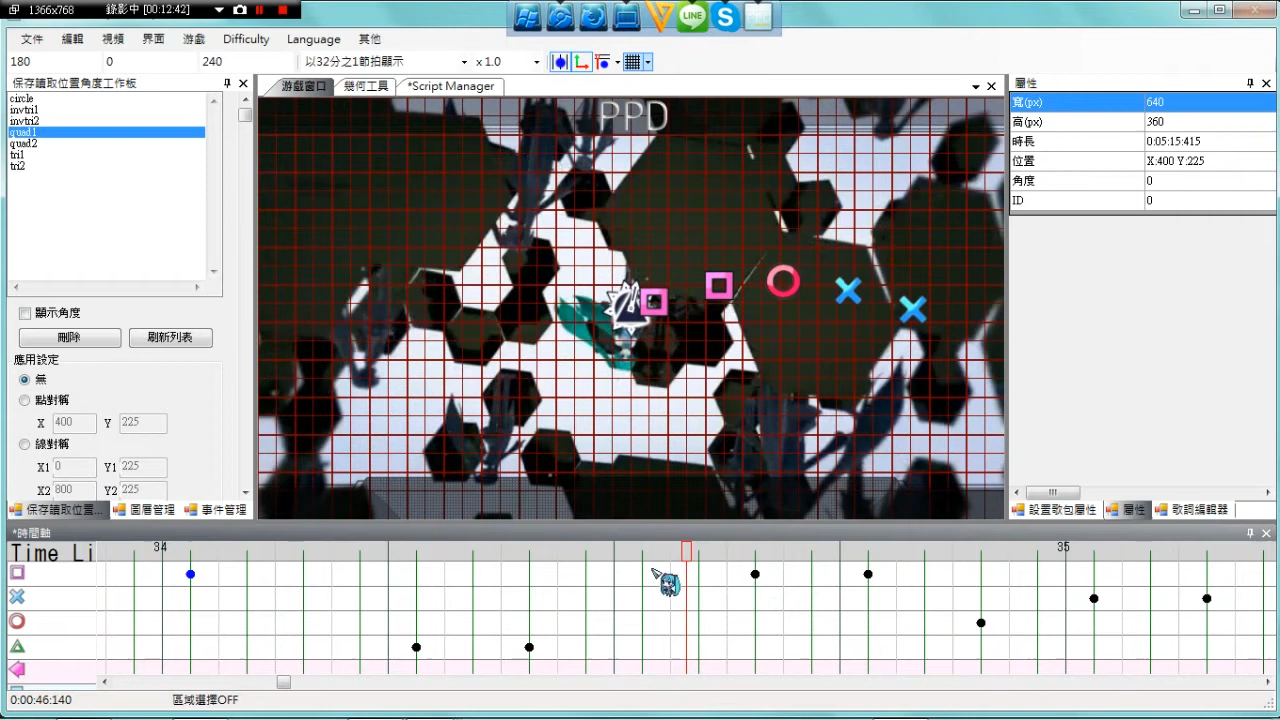 1366x768 錄影中 [00:12:42]
LINE
文件 編輯 視頻 界面 遊戲 Difficulty Language 其他
180 0 240 以32分之1節拍顯示 x 1.0
保存讀取位置角度工作板
circle
invtri1
invtri2
quad1
quad2
tri1
tri2
顯示角度
刪除 刷新列表
應用設定
無
點對稱
X 400 Y 225
線對稱
X1 0 Y1 225
X2 800 Y2 225
保存讀取位置... 圖層管理 事件管理
遊戲窗口 幾何工具 *Script Manager
PPD
屬性
寬(px) 640
高(px) 360
時長 0:05:15:415
位置 X:400 Y:225
角度 0
ID 0
設置歌包屬性 屬性 歌詞編輯器
*時間軸
Time Li 34 35
0:00:46:140 區域選擇OFF